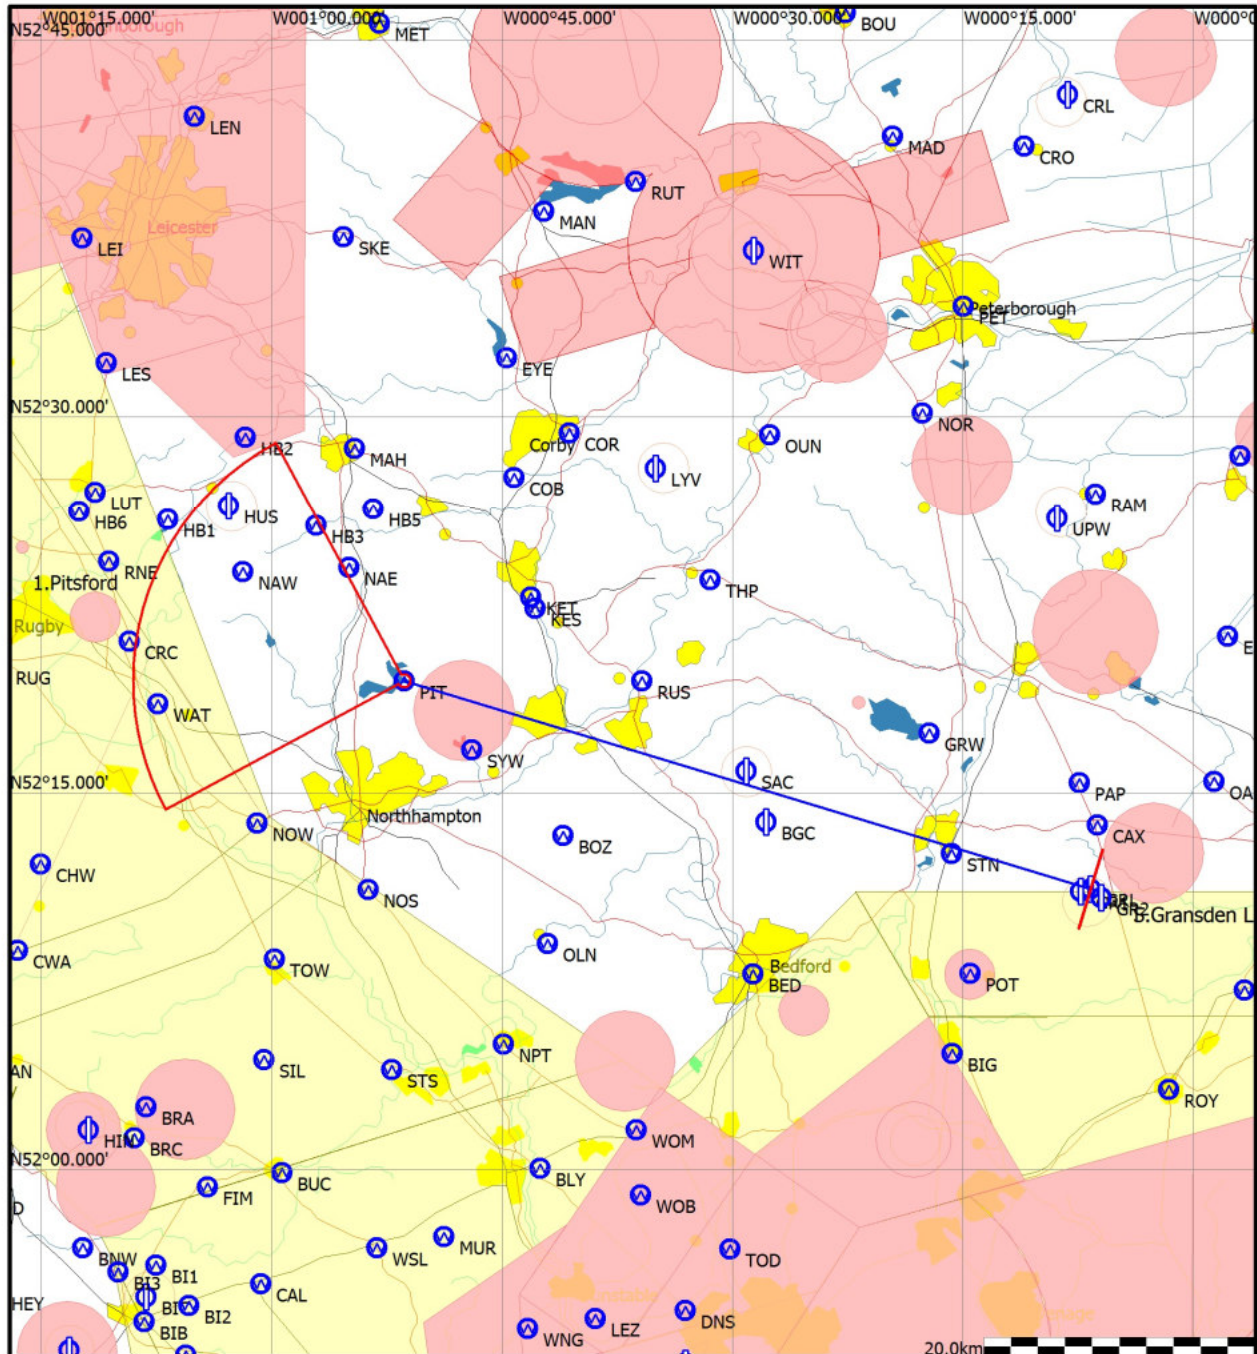 W001°15.000' W001°00.000' W000°45.000' W000°30.000' W000°15.000' W000°0
N52°45.000'
MET
BOU
CRL
LEN
MAD
CRO
RUT
MAN
LEI
Leicester
SKE
WIT
Peterborough
PET
EYE
LES
N52°30.000'
NOR
HB2
MAH
Corby
COR
OUN
LYV
COB
LUT
HUS
HB5
RAM
HB6
HB1
HB3
UPW
RNE
NAW
NAE
1.Pitsford
THP
KET
KES
Rugby
CRC
E
RUG
PIT
RUS
WAT
GRW
SYW
SAC
N52°15.000'
PAP
OA
Northhampton
NOW
BGC
CAX
BOZ
STN
CHW
NOS
GRL
GR2
Gransden L
CWA
TOW
OLN
Bedford
BED
POT
NPT
AN
SIL
STS
BIG
ROY
BRA
HIN
BRC
WOM
N52°00.000'
BUC
BLY
FIM
WOB
D
MUR
BNW
WSL
TOD
BI3
BI1
CAL
HEY
BI2
BIB
WNG
LEZ
DNS
20.0km